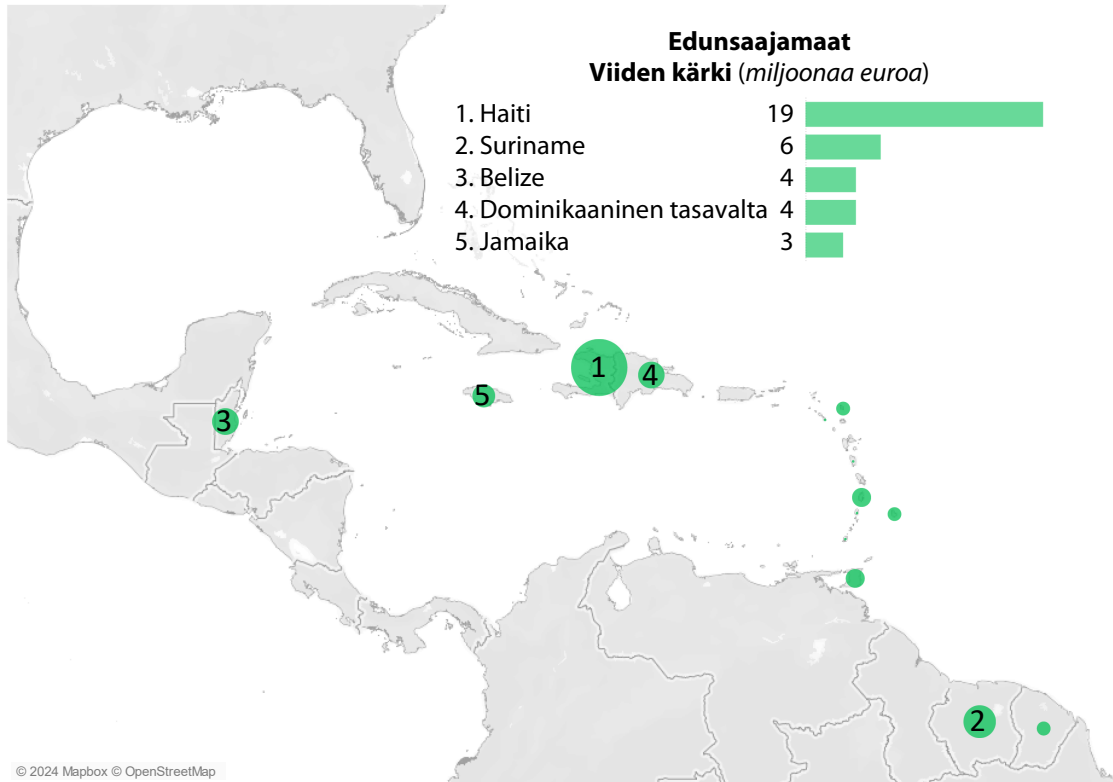 Edunsaajamaat
Viiden kärki (miljoonaa euroa)
1. Haiti 19
2. Suriname 6
3. Belize 4
4. Dominikaaninen tasavalta 4
5. Jamaika 3
1
4
5
3
2
© 2024 Mapbox © OpenStreetMap